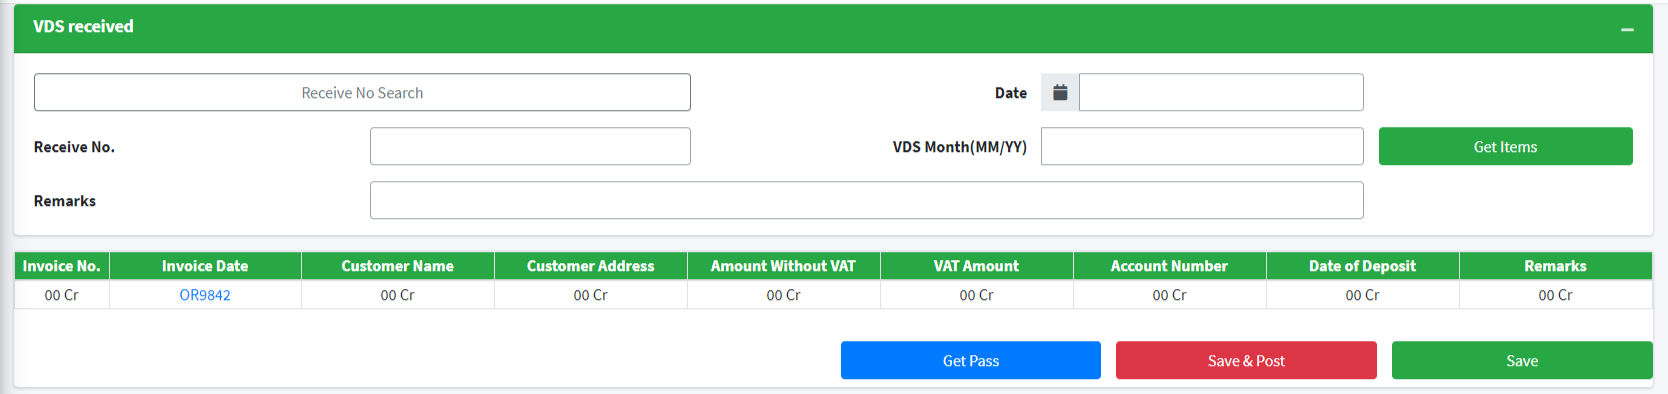 VDS received
Receive No Search Date
Receive No. VDS Month(MM/YY) Get Items
Remarks
Invoice No. Invoice Date Customer Name Customer Address Amount Without VAT VAT Amount Account Number Date of Deposit Remarks
00 Cr OR9842 00 Cr 00 Cr 00 Cr 00 Cr 00 Cr 00 Cr 00 Cr
Get Pass Save & Post Save